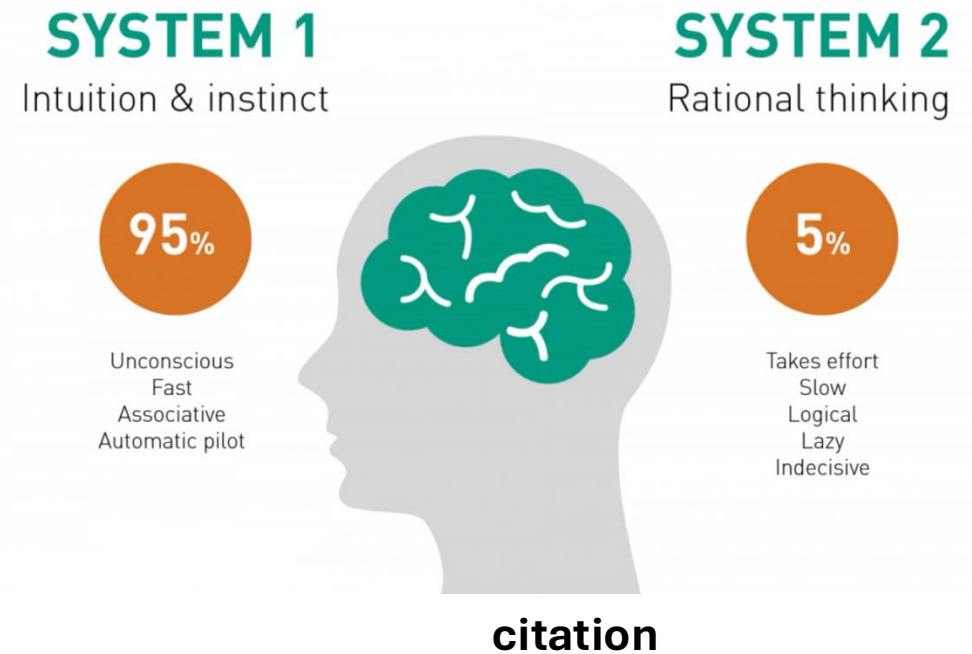 SYSTEM 1
Intuition & instinct
95%
Unconscious
Fast
Associative
Automatic pilot
SYSTEM 2
Rational thinking
5%
Takes effort
Slow
Logical
Lazy
Indecisive
citation